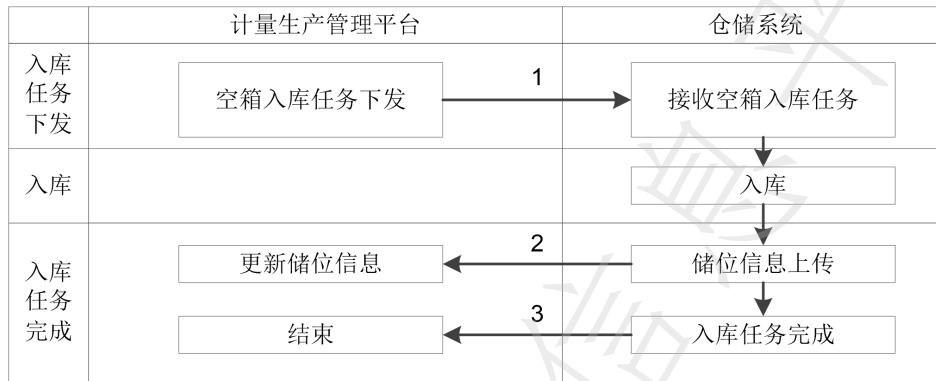 计量生产管理平台
仓储系统
入库
任务
下发
空箱入库任务下发
1
接收空箱入库任务
入库
入库
入库
任务
完成
更新储位信息
2
储位信息上传
结束
3
入库任务完成